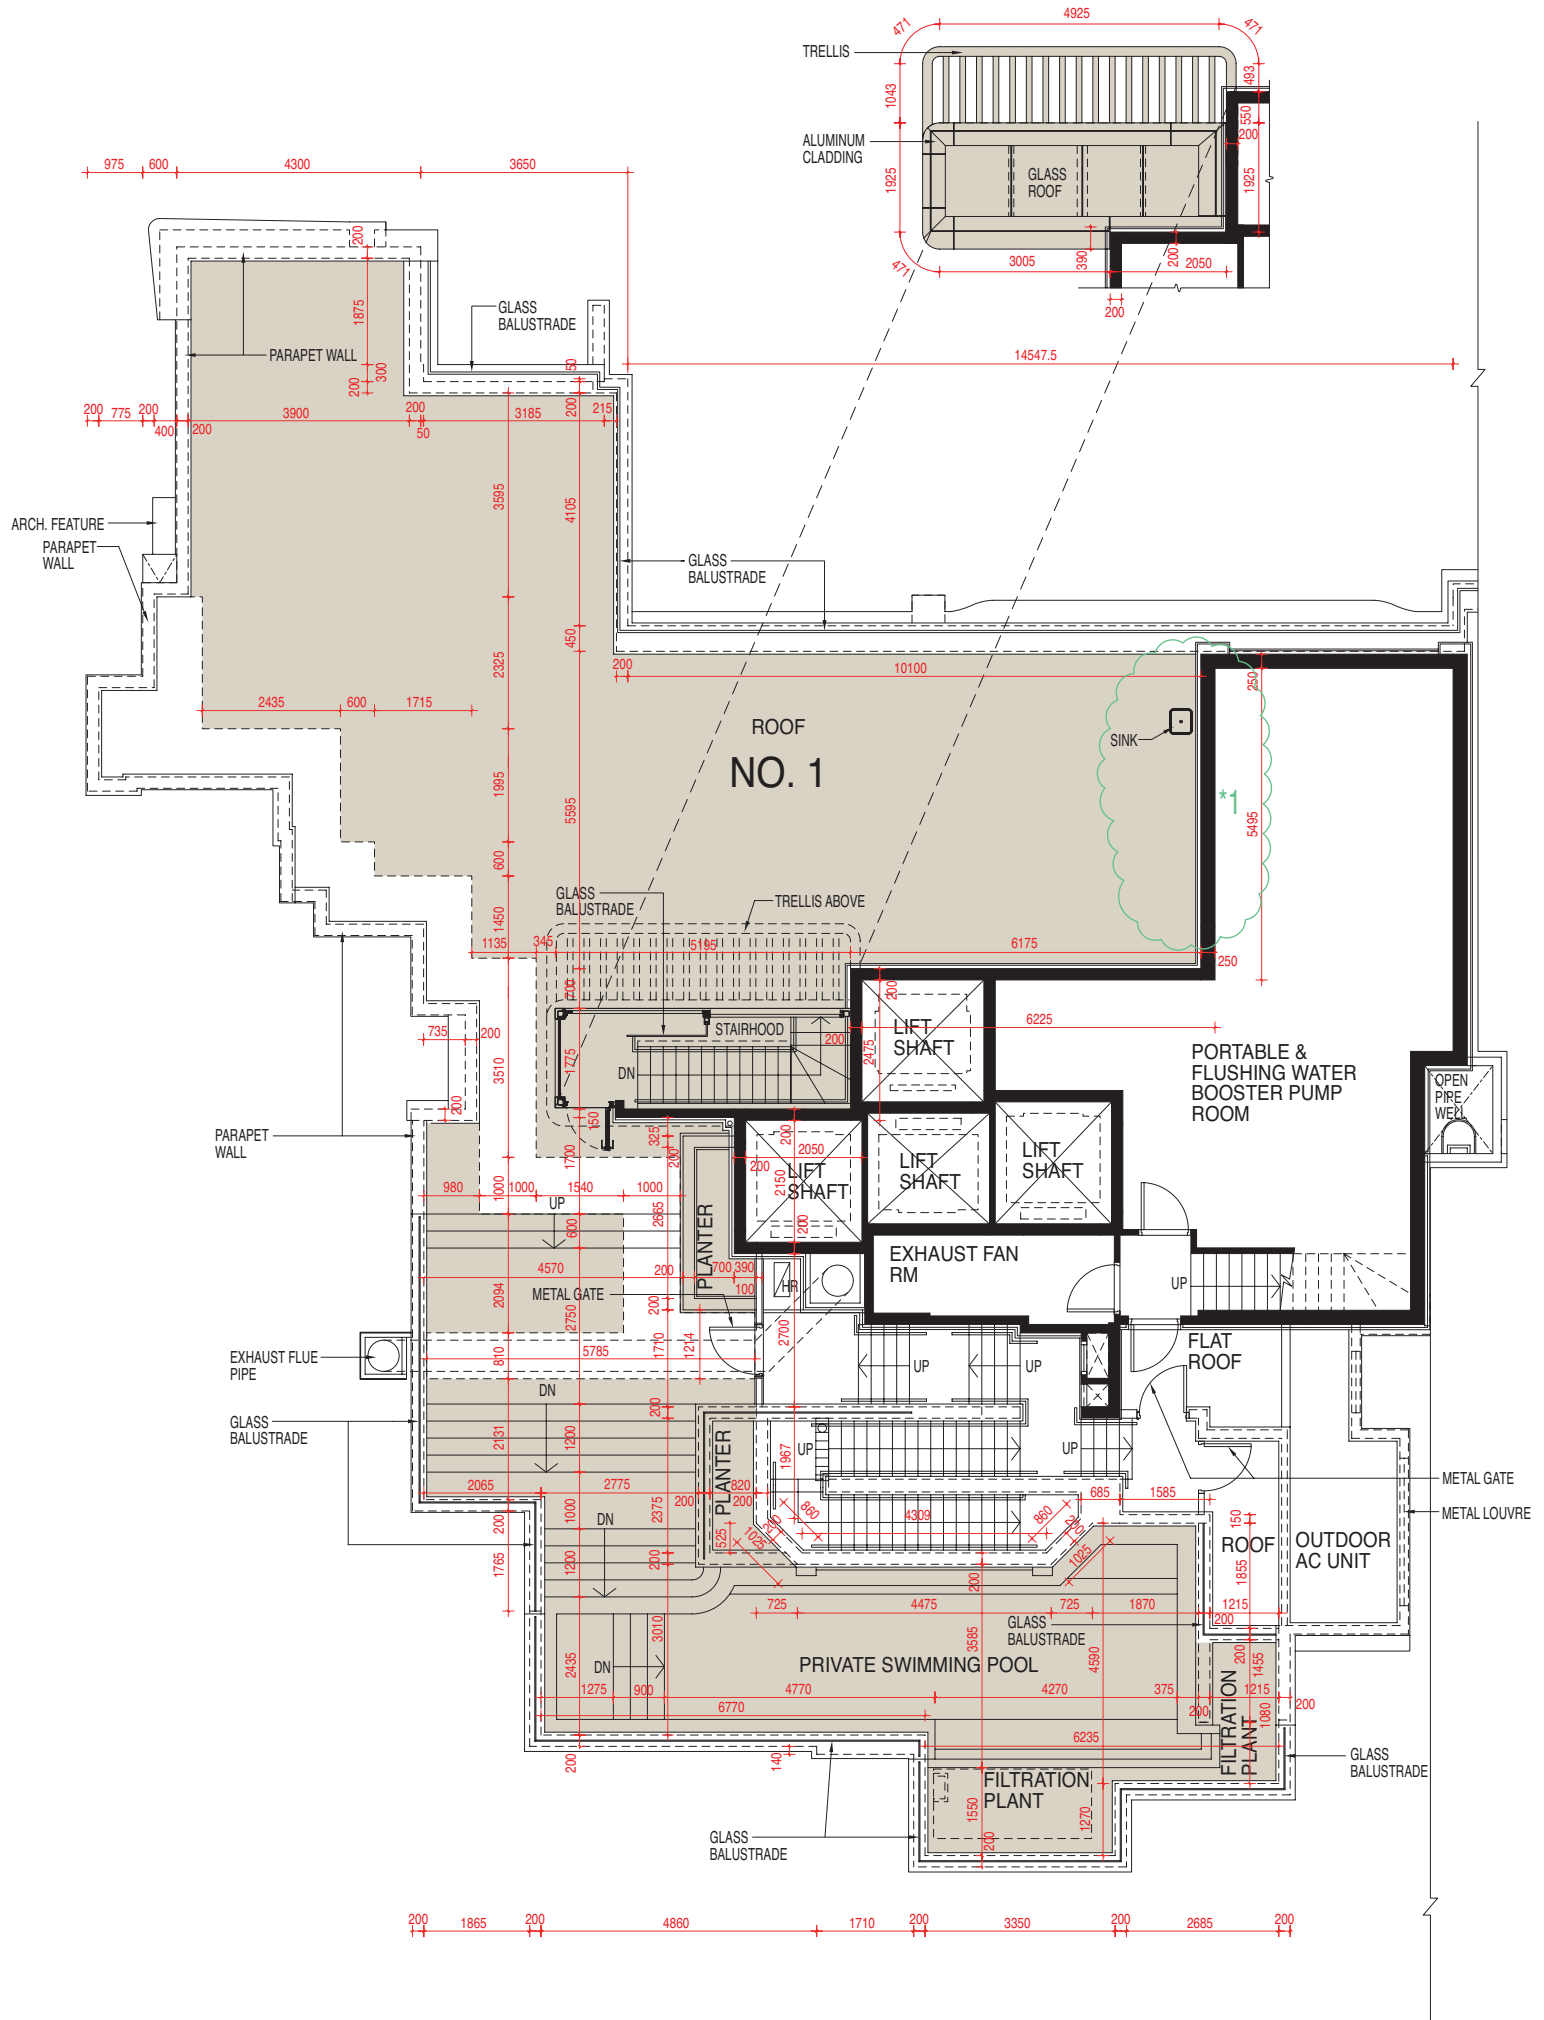 4925
471
471
TRELLIS
1043
493
550
200
ALUMINUM
CLADDING
GLASS
ROOF
1925
1925
471
3005
390
200
2050
200
975
600
4300
3650
200
1875
GLASS
BALUSTRADE
PARAPET WALL
300
200
50
200
14547.5
200
775
200
400
200
3900
200
50
3185
215
3595
4105
ARCH. FEATURE
PARAPET
WALL
GLASS
BALUSTRADE
450
2325
200
10100
250
2435
600
1715
ROOF
NO. 1
SINK
*1
5495
1995
5595
600
1450
GLASS
BALUSTRADE
TRELLIS ABOVE
1135
345
5195
6175
250
700
200
735
200
3510
STAIRHOOD
200
LIFT
SHAFT
6225
2475
1775
DN
PORTABLE &
FLUSHING WATER
BOOSTER PUMP
ROOM
OPEN
PIPE
WELL
200
150
325
200
200
PARAPET
WALL
1700
2050
200
LIFT
SHAFT
2150
200
LIFT
SHAFT
LIFT
SHAFT
980
1000
1540
1000
1000
UP
600
2665
PLANTER
4570
200
700
390
100
HR
EXHAUST FAN
RM
UP
2094
2750
METAL GATE
200
1710
1214
2700
FLAT
ROOF
EXHAUST FLUE
PIPE
810
5785
UP
UP
DN
200
GLASS
BALUSTRADE
2131
1200
PLANTER
1967
UP
UP
METAL GATE
2065
2775
200
820
200
860
200
4309
860
200
685
1585
METAL LOUVRE
200
1000
2375
DN
525
1025
1025
150
ROOF
OUTDOOR
AC UNIT
1765
1200
200
200
1855
725
4475
725
1870
1215
200
GLASS
BALUSTRADE
3010
3585
4590
2435
DN
PRIVATE SWIMMING POOL
200
1455
1275
900
4770
4270
375
1215
200
200
1080
6770
6235
FILTRATION
PLANT
200
140
GLASS
BALUSTRADE
FILTRATION
PLANT
1550
1270
200
GLASS
BALUSTRADE
200
1865
200
4860
1710
200
3350
200
2685
200